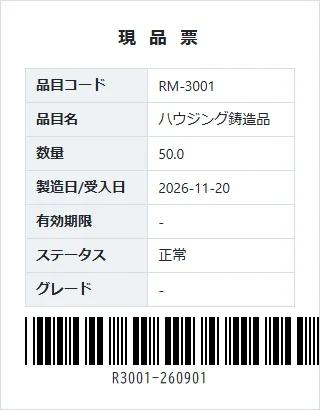 現 品 票
品目コード RM-3001
品目名 ハウジング鋳造品
数量 50.0
製造日/受入日 2026-11-20
有効期限 -
ステータス 正常
グレード -
R3001-260901